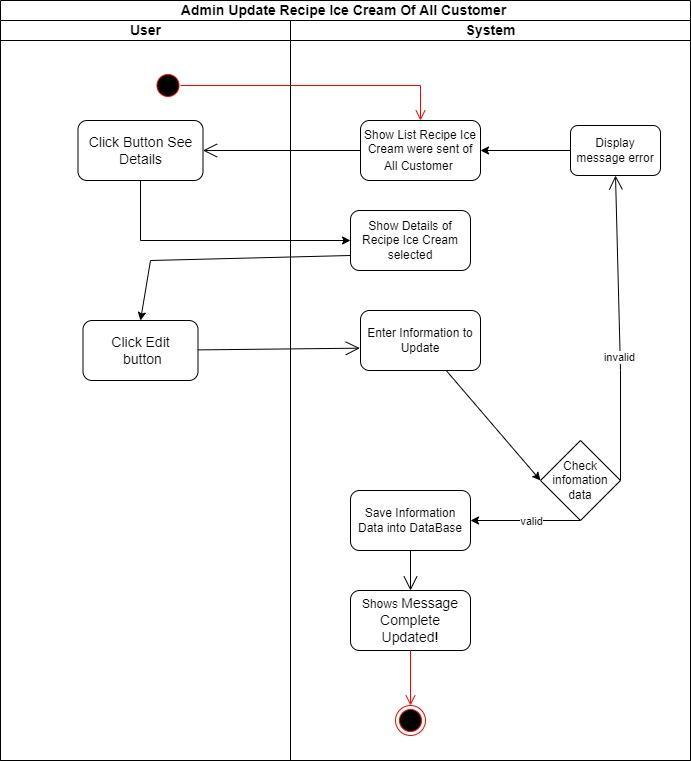 Admin Update Recipe Ice Cream Of All Customer
User
System
Click Button See
Details
Show List Recipe Ice
Cream were sent of
All Customer
Display
message error
Show Details of
Recipe Ice Cream
selected
Click Edit
button
Enter Information to
Update
invalid
Check
infomation
data
Save Information
Data into DataBase
valid
Shows Message
Complete
Updated!